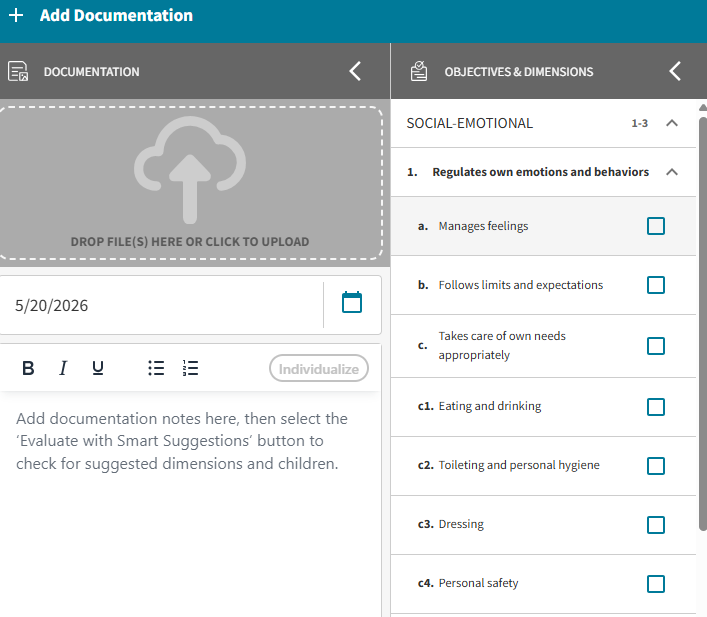 Add Documentation
DOCUMENTATION
DROP FILE(S) HERE OR CLICK TO UPLOAD
5/20/2026
B I U
Individualize
Add documentation notes here, then select the
‘Evaluate with Smart Suggestions’ button to
check for suggested dimensions and children.
OBJECTIVES & DIMENSIONS
SOCIAL-EMOTIONAL 1-3
1. Regulates own emotions and behaviors
a. Manages feelings
b. Follows limits and expectations
c. Takes care of own needs
appropriately
c1. Eating and drinking
c2. Toileting and personal hygiene
c3. Dressing
c4. Personal safety